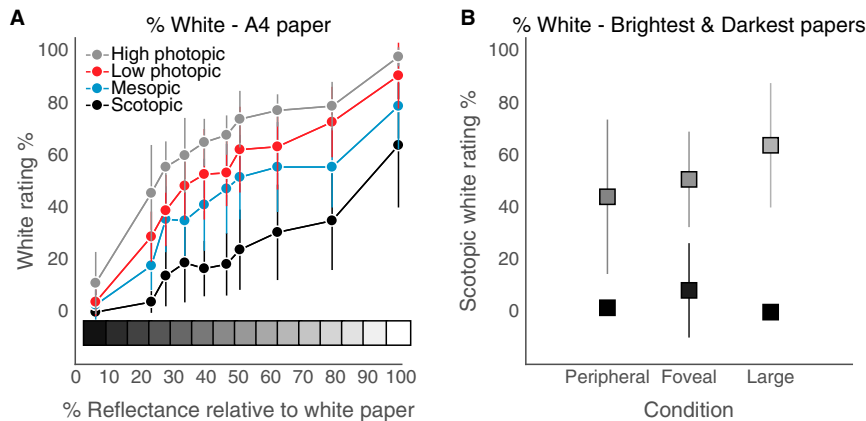 A
% White - A4 paper
100
80
60
40
20
0
White rating %
High photopic
Low photopic
Mesopic
Scotopic
0 10 20 30 40 50 60 70 80 90 100
% Reflectance relative to white paper
B
% White - Brightest & Darkest papers
100
80
60
40
20
0
Scotopic white rating %
Peripheral Foveal Large
Condition